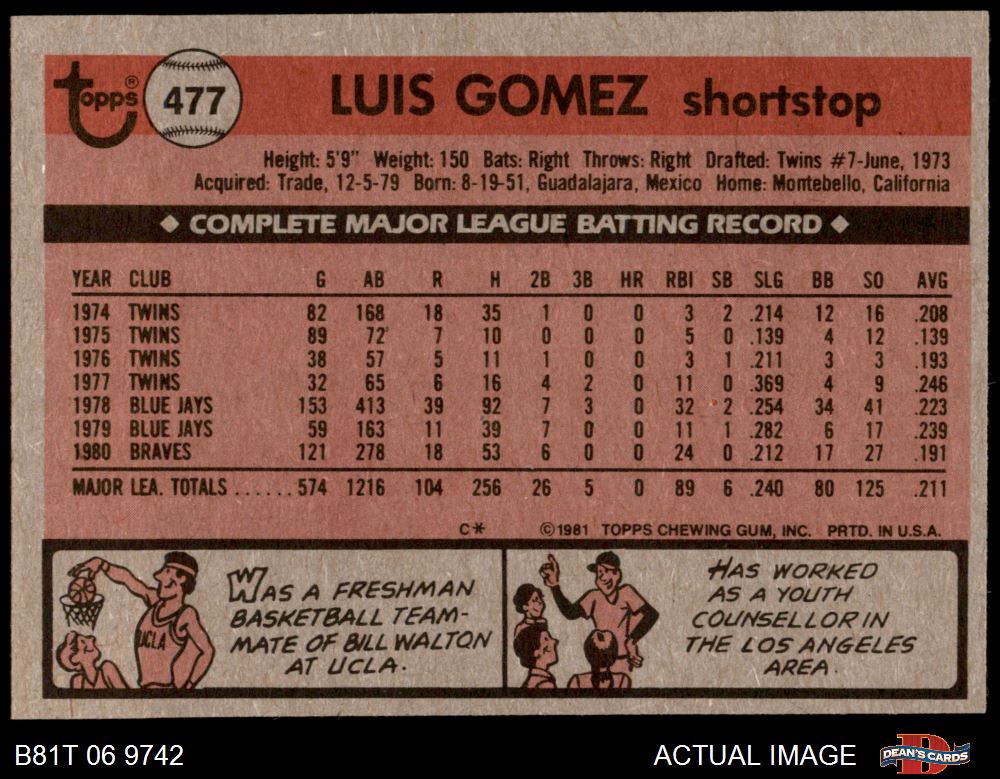 Topps® 477 LUIS GOMEZ shortstop
Height: 5'9" Weight: 150 Bats: Right Throws: Right Drafted: Twins #7-June, 1973
Acquired: Trade, 12-5-79 Born: 8-19-51, Guadalajara, Mexico Home: Montebello, California
◆ COMPLETE MAJOR LEAGUE BATTING RECORD ◆
YEAR CLUB G AB R H 2B 3B HR RBI SB SLG BB SO AVG
1974 TWINS 82 168 18 35 1 0 0 3 2 .214 12 16 .208
1975 TWINS 89 72 7 10 0 0 0 5 0 .139 4 12 .139
1976 TWINS 38 57 5 11 1 0 0 3 1 .211 3 3 .193
1977 TWINS 32 65 6 16 4 2 0 11 0 .369 4 9 .246
1978 BLUE JAYS 153 413 39 92 7 3 0 32 2 .254 34 41 .223
1979 BLUE JAYS 59 163 11 39 7 0 0 11 1 .282 6 17 .239
1980 BRAVES 121 278 18 53 6 0 0 24 0 .212 17 27 .191
MAJOR LEA. TOTALS ...... 574 1216 104 256 26 5 0 89 6 .240 80 125 .211
C* ©1981 TOPPS CHEWING GUM, INC. PRTD. IN U.S.A.
UCLA
WAS A FRESHMAN
BASKETBALL TEAM-
MATE OF BILL WALTON
AT UCLA.
HAS WORKED
AS A YOUTH
COUNSELLOR IN
THE LOS ANGELES
AREA.
B81T 06 9742 ACTUAL IMAGE DEAN'S CARDS